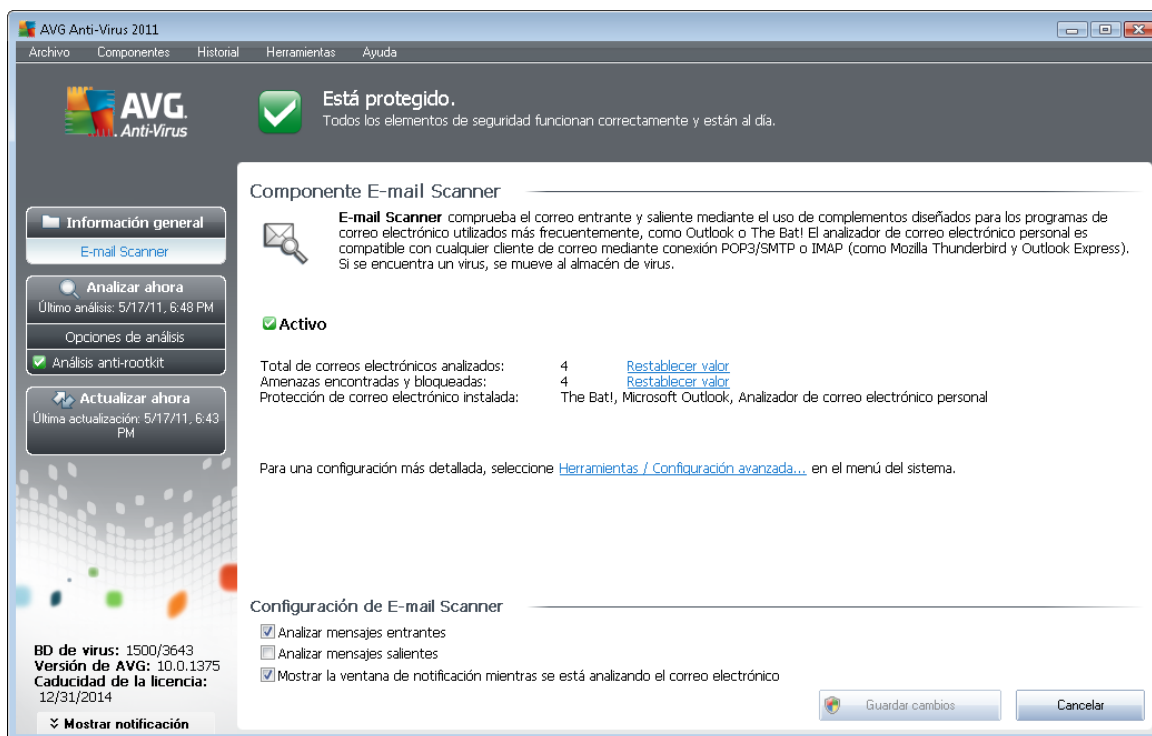 AVG Anti-Virus 2011
Archivo Componentes Historial Herramientas Ayuda
AVG.
Anti-Virus
Está protegido.
Todos los elementos de seguridad funcionan correctamente y están al día.
Información general
E-mail Scanner
Analizar ahora
Último análisis: 5/17/11, 6:48 PM
Opciones de análisis
Análisis anti-rootkit
Actualizar ahora
Última actualización: 5/17/11, 6:43
PM
BD de virus: 1500/3643
Versión de AVG: 10.0.1375
Caducidad de la licencia:
12/31/2014
Mostrar notificación
Componente E-mail Scanner
E-mail Scanner comprueba el correo entrante y saliente mediante el uso de complementos diseñados para los programas de
correo electrónico utilizados más frecuentemente, como Outlook o The Bat! El analizador de correo electrónico personal es
compatible con cualquier cliente de correo mediante conexión POP3/SMTP o IMAP (como Mozilla Thunderbird y Outlook Express).
Si se encuentra un virus, se mueve al almacén de virus.
Activo
Total de correos electrónicos analizados: 4 Restablecer valor
Amenazas encontradas y bloqueadas: 4 Restablecer valor
Protección de correo electrónico instalada: The Bat!, Microsoft Outlook, Analizador de correo electrónico personal
Para una configuración más detallada, seleccione Herramientas / Configuración avanzada... en el menú del sistema.
Configuración de E-mail Scanner
Analizar mensajes entrantes
Analizar mensajes salientes
Mostrar la ventana de notificación mientras se está analizando el correo electrónico
Guardar cambios Cancelar